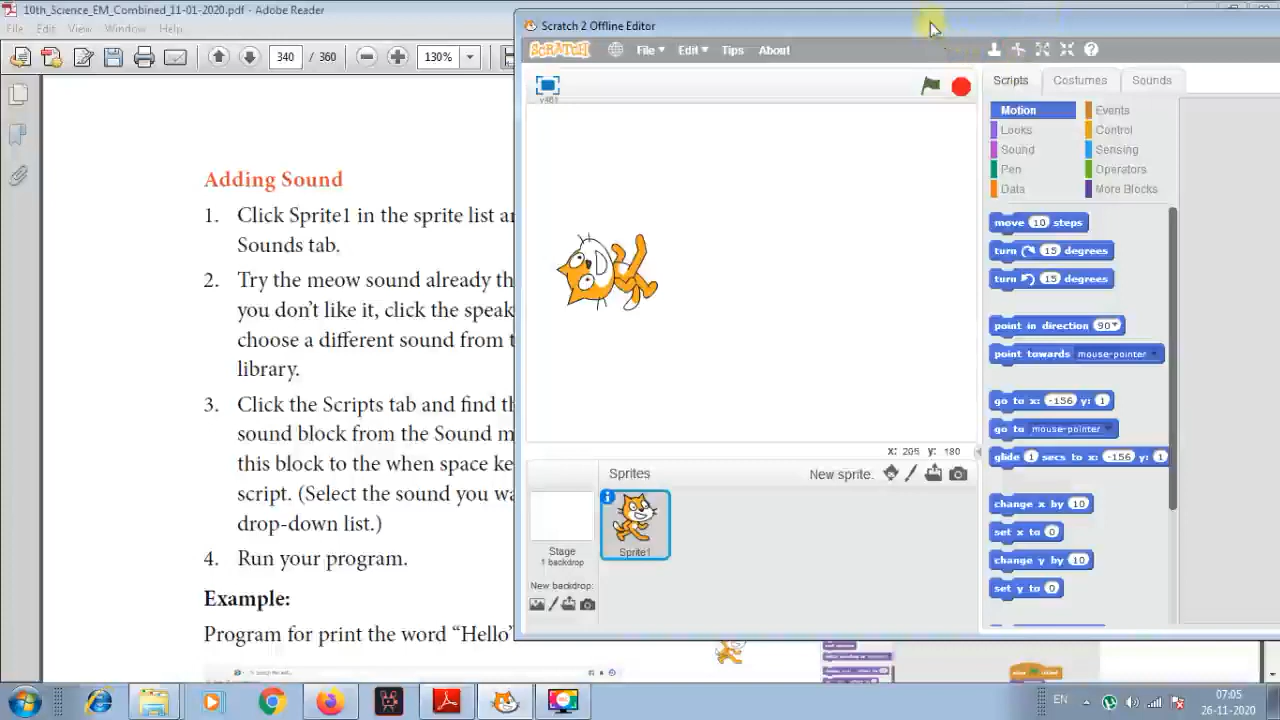 10th_Science_EM_Combined_11-01-2020.pdf - Adobe Reader
File Edit View Window Help
340 / 360 130%
Adding Sound
1. Click Sprite1 in the sprite list
Sounds tab.
2. Try the meow sound already
you don't like it, click the
choose a different sound from
library.
3. Click the Scripts tab and find
sound block from the Sound
this block to the when space
script. (Select the sound you
drop-down list.)
4. Run your program.
Example:
Program for print the word "Hello"
Scratch 2 Offline Editor
SCRATCH File Edit Tips About
v461
Scripts Costumes Sounds
Motion Events
Looks Control
Sound Sensing
Pen Operators
Data More Blocks
move 10 steps
turn 15 degrees
turn 15 degrees
point in direction 90
point towards mouse-pointer
go to x: -156 y: 1
go to mouse-pointer
glide 1 secs to x: -156 y: 1
change x by 10
set x to 0
change y by 10
set y to 0
x: 205 y: 180
Sprites New sprite:
Sprite1
Stage
1 backdrop
New backdrop:
EN
07:05
26-11-2020